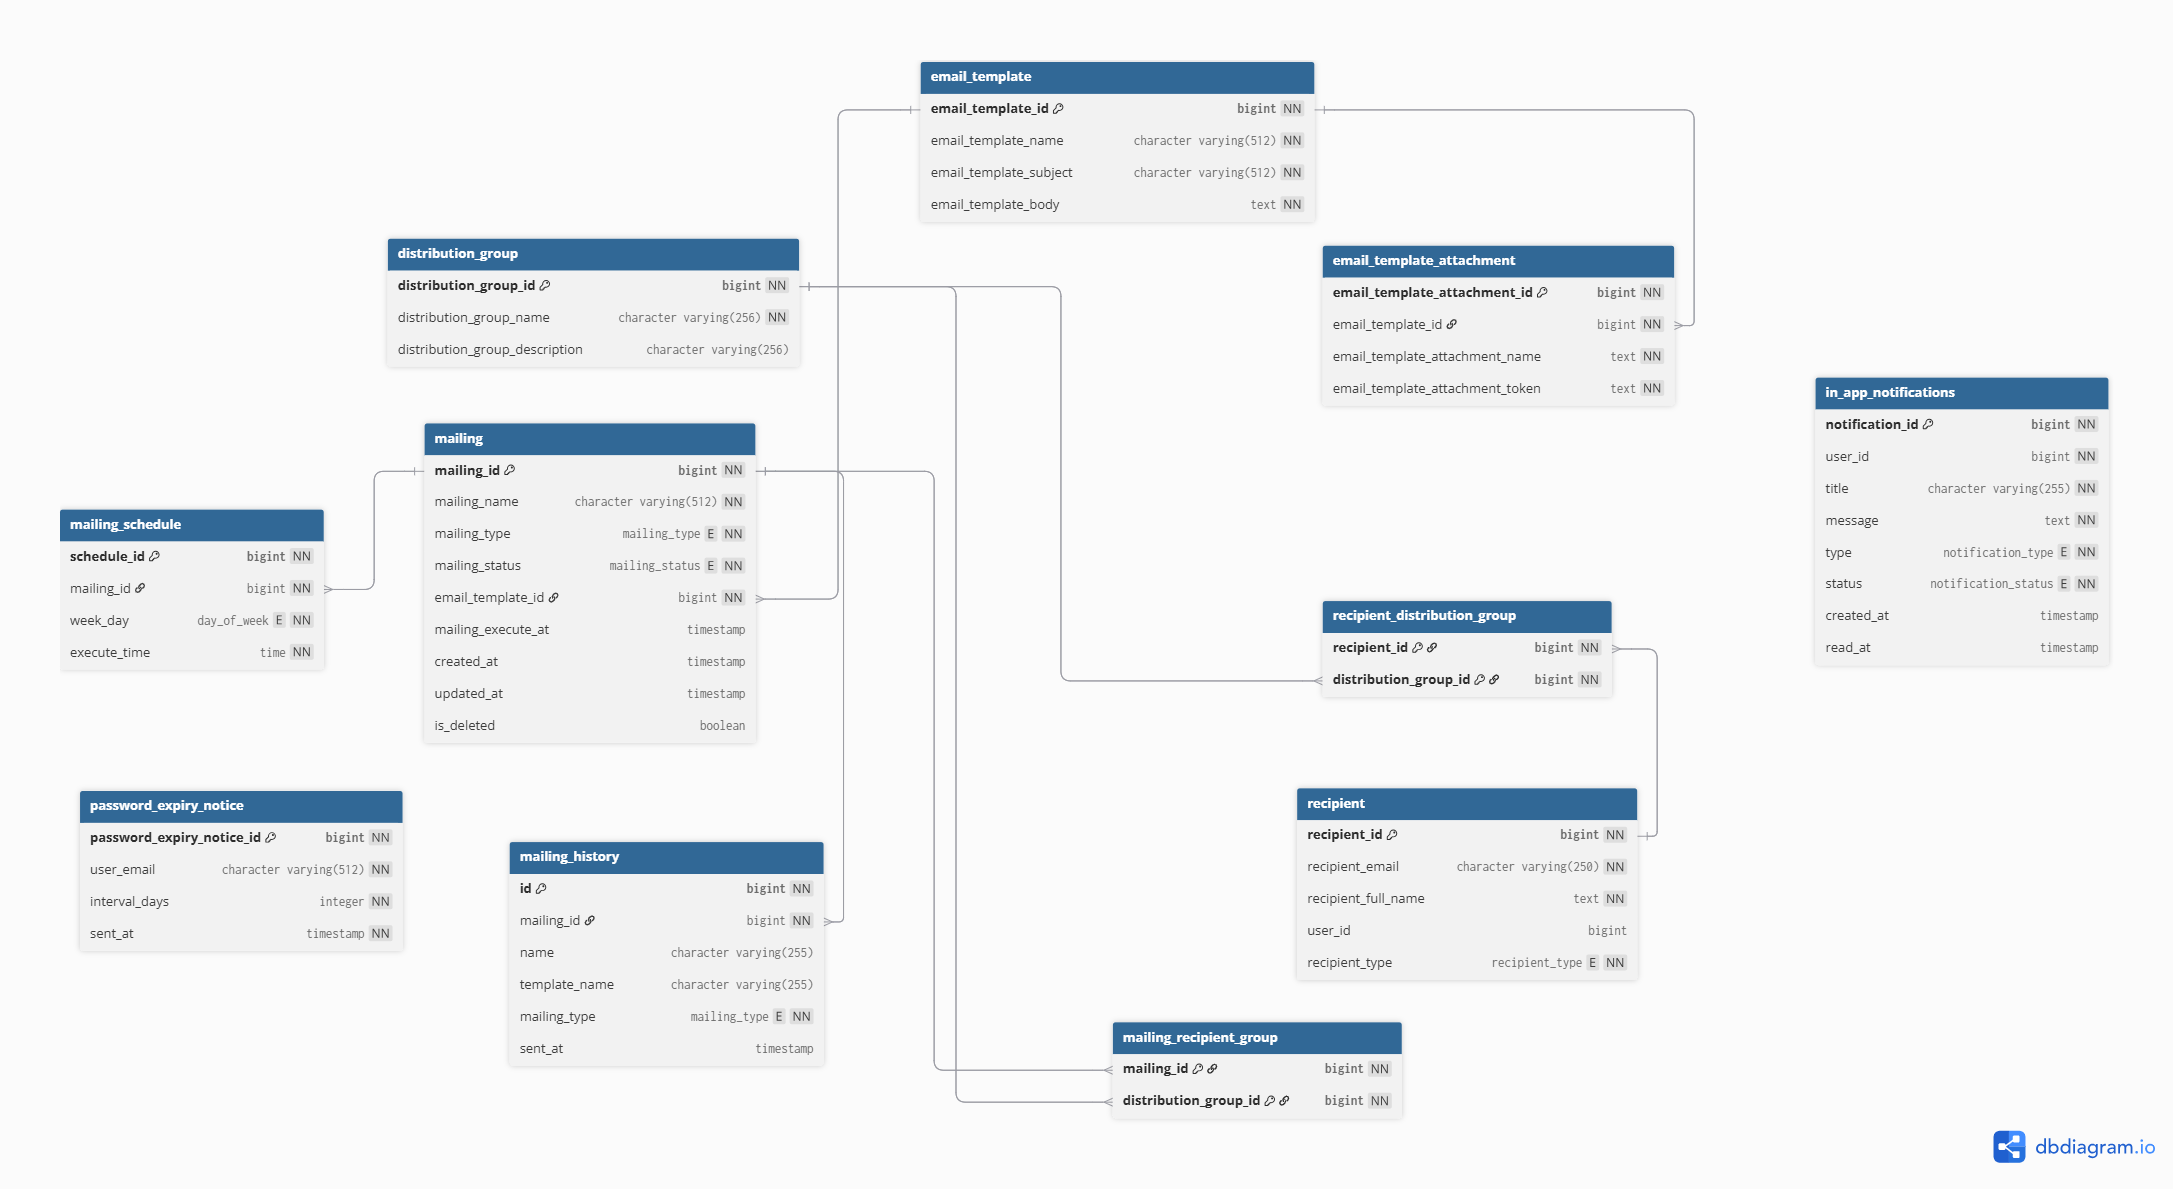 email_template
email_template_id bigint NN
email_template_name character varying(512) NN
email_template_subject character varying(512) NN
email_template_body text NN
distribution_group
distribution_group_id bigint NN
distribution_group_name character varying(256) NN
distribution_group_description character varying(256)
email_template_attachment
email_template_attachment_id bigint NN
email_template_id bigint NN
email_template_attachment_name text NN
email_template_attachment_token text NN
in_app_notifications
notification_id bigint NN
user_id bigint NN
title character varying(255) NN
message text NN
type notification_type E NN
status notification_status E NN
created_at timestamp
read_at timestamp
mailing
mailing_id bigint NN
mailing_name character varying(512) NN
mailing_type mailing_type E NN
mailing_status mailing_status E NN
email_template_id bigint NN
mailing_execute_at timestamp
created_at timestamp
updated_at timestamp
is_deleted boolean
mailing_schedule
schedule_id bigint NN
mailing_id bigint NN
week_day day_of_week E NN
execute_time time NN
recipient_distribution_group
recipient_id bigint NN
distribution_group_id bigint NN
password_expiry_notice
password_expiry_notice_id bigint NN
user_email character varying(512) NN
interval_days integer NN
sent_at timestamp NN
mailing_history
id bigint NN
mailing_id bigint NN
name character varying(255)
template_name character varying(255)
mailing_type mailing_type E NN
sent_at timestamp
recipient
recipient_id bigint NN
recipient_email character varying(250) NN
recipient_full_name text NN
user_id bigint
recipient_type recipient_type E NN
mailing_recipient_group
mailing_id bigint NN
distribution_group_id bigint NN
dbdiagram.io